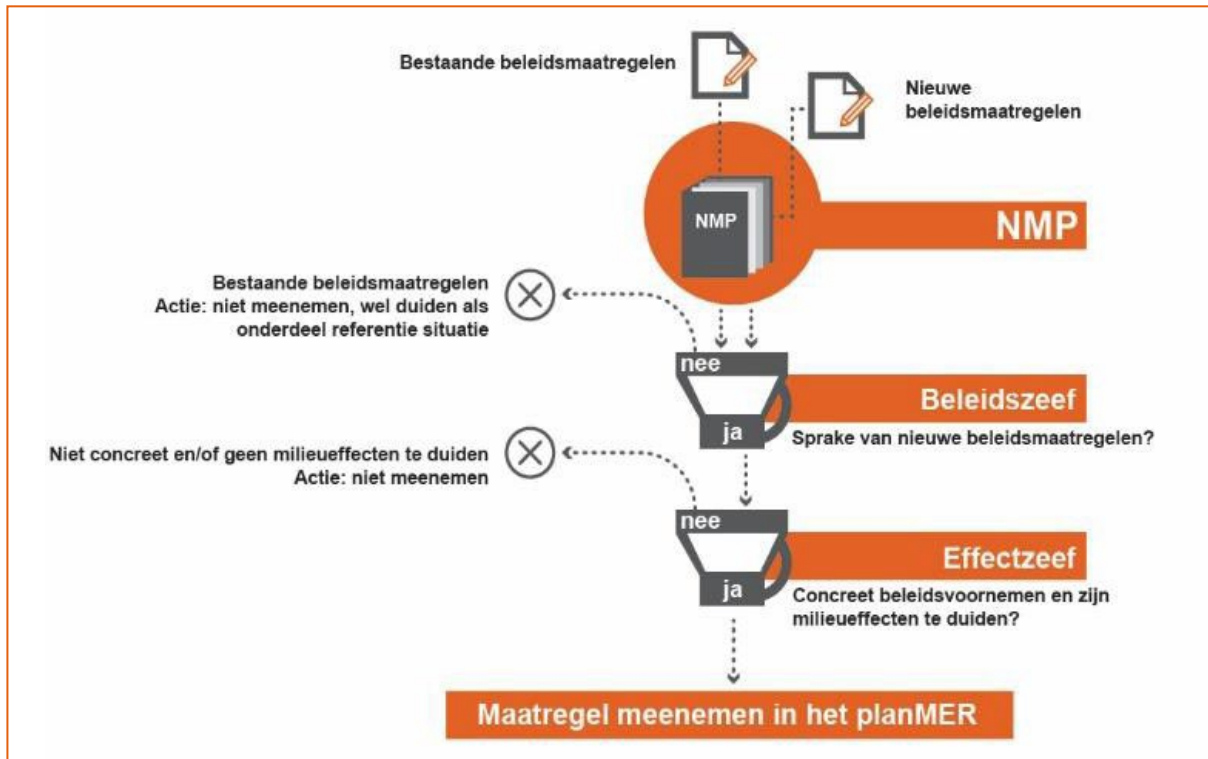 Bestaande beleidsmaatregelen
Nieuwe
beleidsmaatregelen
NMP
NMP
Bestaande beleidsmaatregelen
Actie: niet meenemen, wel duiden als
onderdeel referentie situatie
nee
Beleidszeef
ja
Sprake van nieuwe beleidsmaatregelen?
Niet concreet en/of geen milieueffecten te duiden
Actie: niet meenemen
nee
Effectzeef
ja
Concreet beleidsvoornemen en zijn
milieueffecten te duiden?
Maatregel meenemen in het planMER